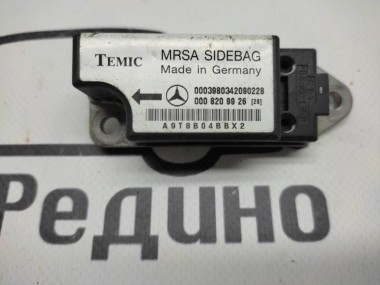 TEMIC
MRSA SIDEBAG
Made in Germany
0003980342090228
000 820 99 26 [28]
A9T8B04BBX2
Редино